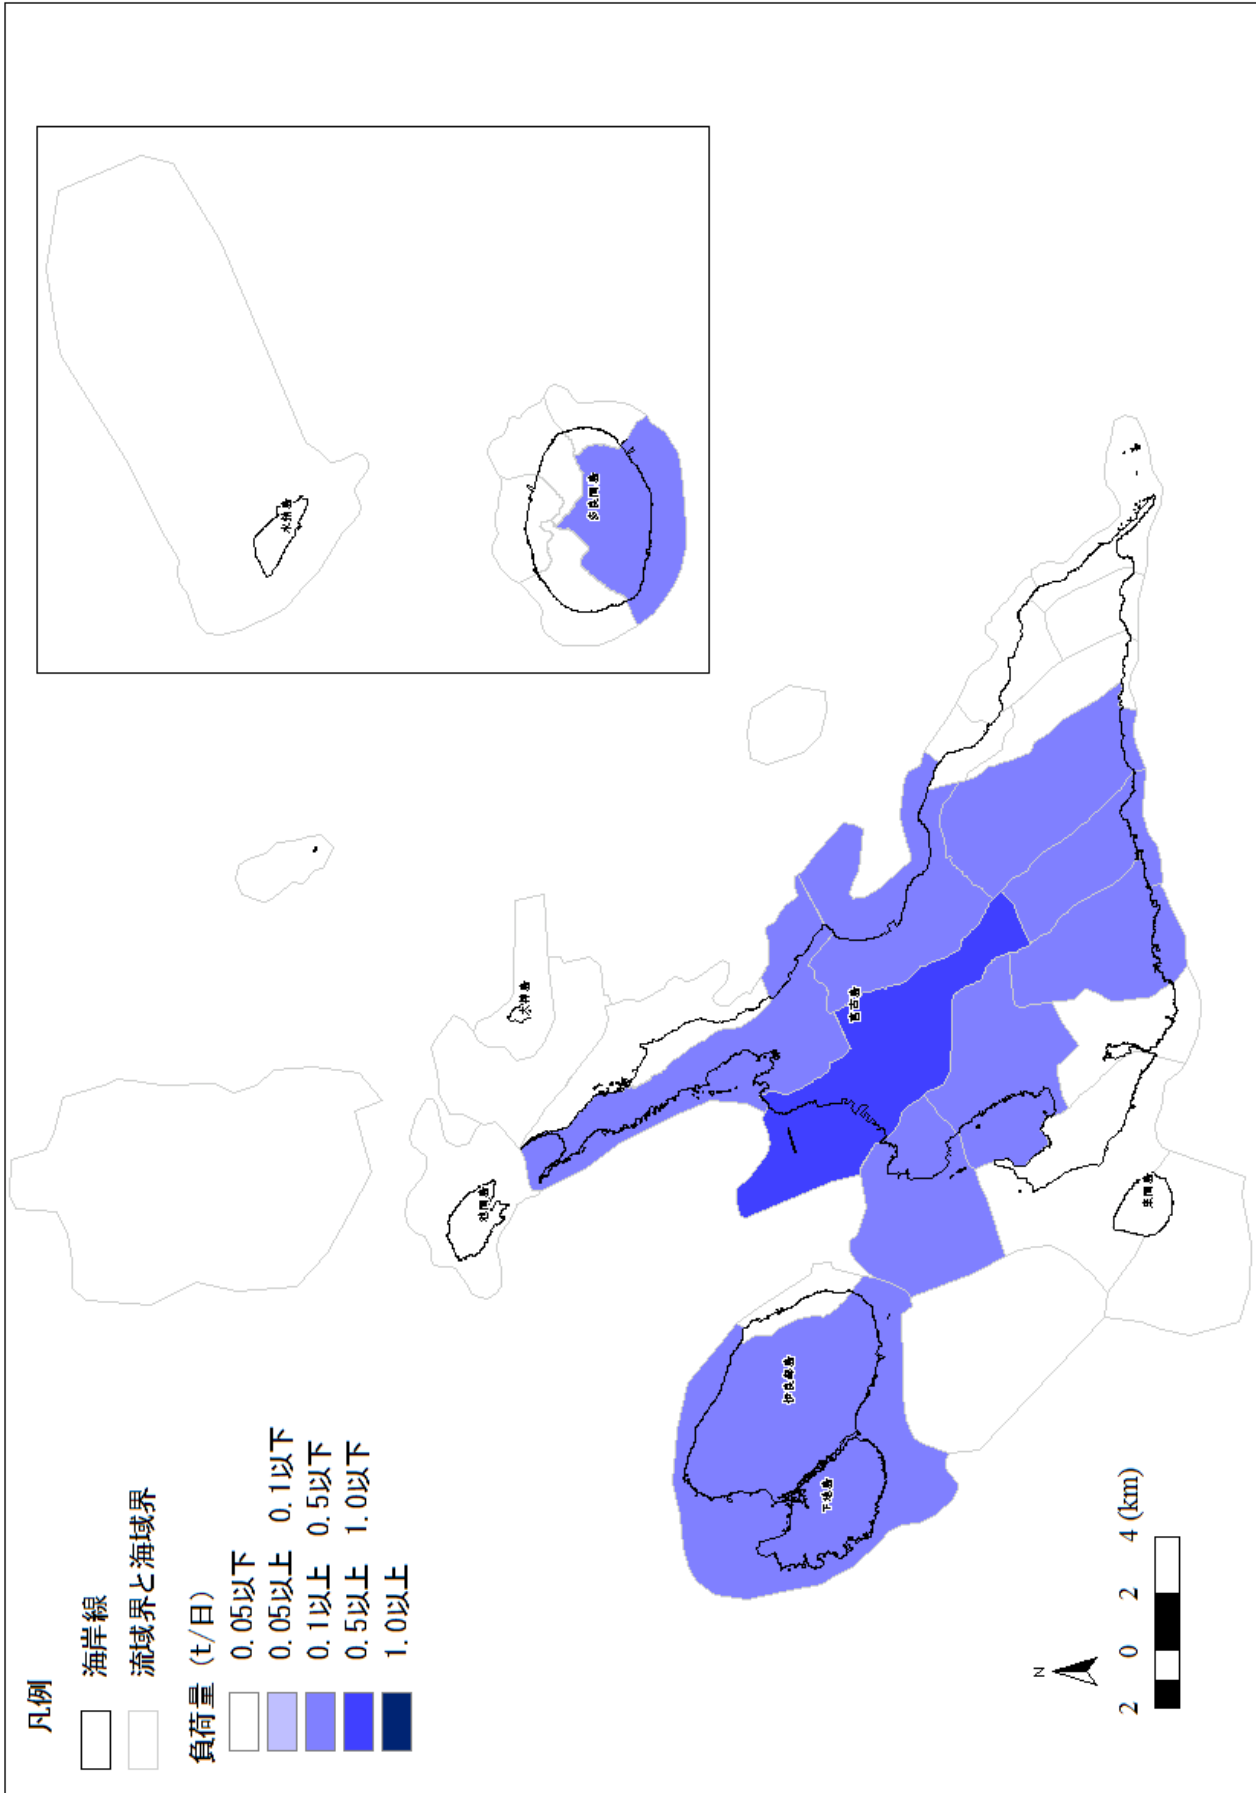 凡例
海岸線
流域界と海域界
負荷量 (t/日)
0.05以下
0.05以上 0.1以下
0.1以上 0.5以下
0.5以上 1.0以下
1.0以上
N
2 0 2 4 (km)
水納島
多良間島
大神島
池間島
宮古島
伊良部島
下地島
来間島